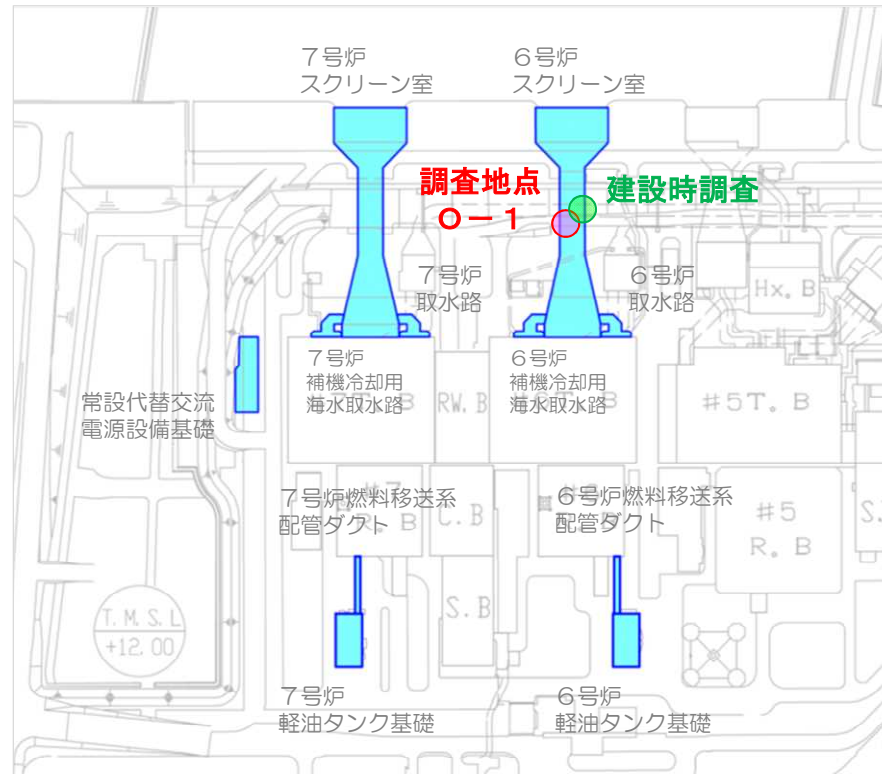 7号炉
スクリーン室
6号炉
スクリーン室
調査地点
O－1
建設時調査
7号炉
取水路
6号炉
取水路
Hx. B
7号炉
補機冷却用
海水取水路
6号炉
補機冷却用
海水取水路
常設代替交流
電源設備基礎
RW. B
#5T. B
7号炉燃料移送系
配管ダクト
6号炉燃料移送系
配管ダクト
C. B
R. B
#5
R. B
S.
S. B
T. M. S. L
+12. 00
7号炉
軽油タンク基礎
6号炉
軽油タンク基礎